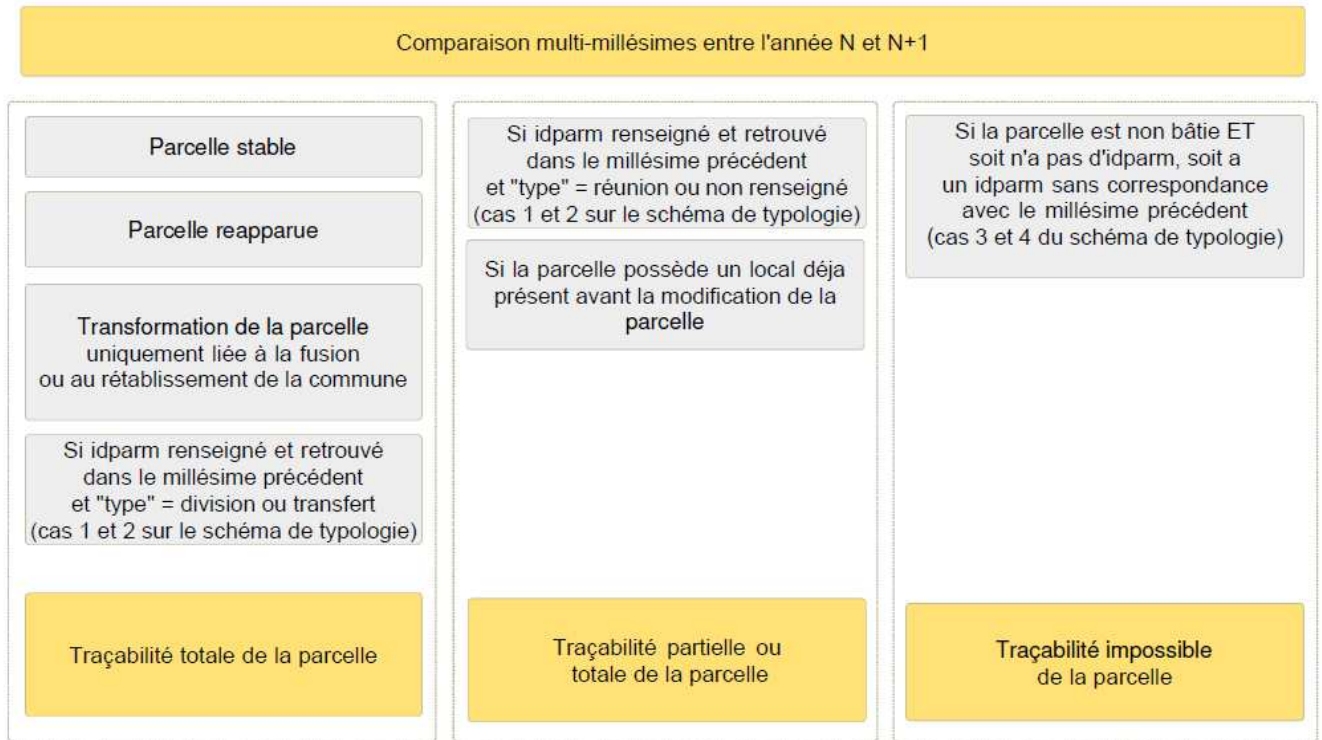 Comparaison multi-millésimes entre l'année N et N+1
Parcelle stable
Parcelle reapparue
Transformation de la parcelle
uniquement liée à la fusion
ou au rétablissement de la commune
Si idparm renseigné et retrouvé
dans le millésime précédent
et "type" = division ou transfert
(cas 1 et 2 sur le schéma de typologie)
Traçabilité totale de la parcelle
Si idparm renseigné et retrouvé
dans le millésime précédent
et "type" = réunion ou non renseigné
(cas 1 et 2 sur le schéma de typologie)
Si la parcelle possède un local déja
présent avant la modification de la
parcelle
Traçabilité partielle ou
totale de la parcelle
Si la parcelle est non bâtie ET
soit n'a pas d'idparm, soit a
un idparm sans correspondance
avec le millésime précédent
(cas 3 et 4 du schéma de typologie)
Traçabilité impossible
de la parcelle